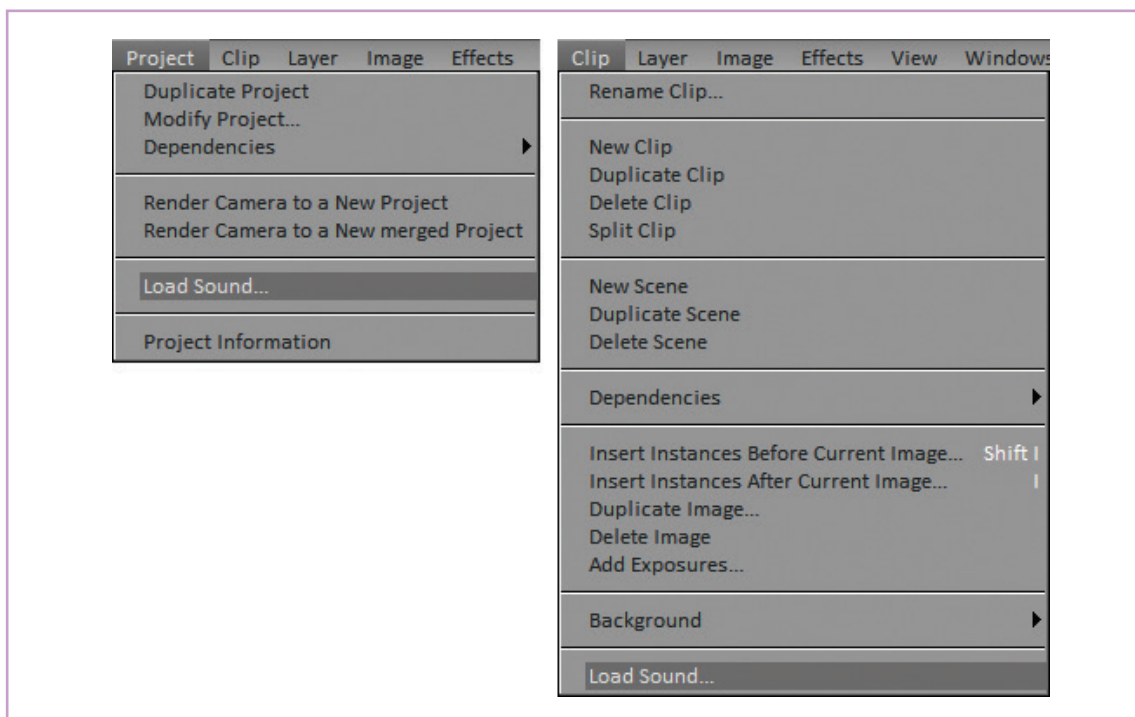 Project Clip Layer Image Effects
Duplicate Project
Modify Project...
Dependencies
Render Camera to a New Project
Render Camera to a New merged Project
Load Sound...
Project Information
Clip Layer Image Effects View Windows
Rename Clip...
New Clip
Duplicate Clip
Delete Clip
Split Clip
New Scene
Duplicate Scene
Delete Scene
Dependencies
Insert Instances Before Current Image... Shift I
Insert Instances After Current Image... I
Duplicate Image...
Delete Image
Add Exposures...
Background
Load Sound...